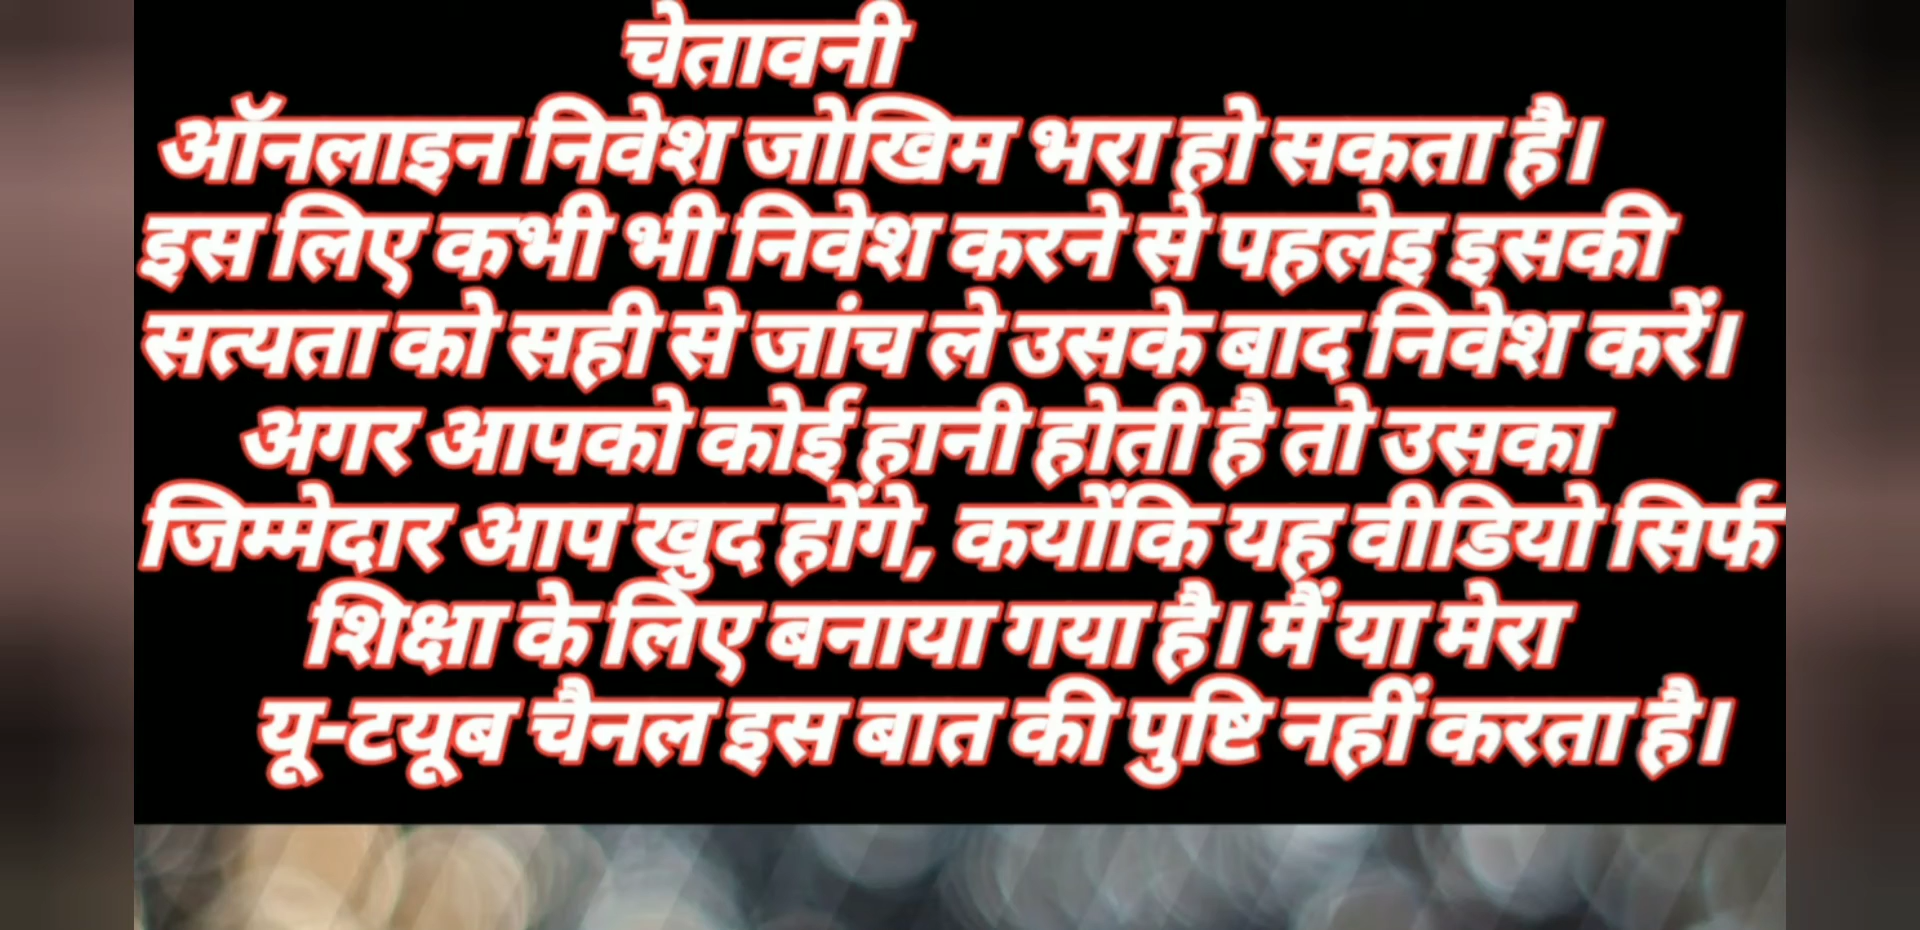 चेतावनी
ऑनलाइन निवेश जोखिम भरा हो सकता है।
इस लिए कभी भी निवेश करने से पहलेइ इसकी
सत्यता को सही से जांच ले उसके बाद निवेश करें।
अगर आपको कोई हानी होती है तो उसका
जिम्मेदार आप खुद होंगे, कयोंकि यह वीडियो सिर्फ
शिक्षा के लिए बनाया गया है। मैं या मेरा
यू-टयूब चैनल इस बात की पुष्टि नहीं करता है।